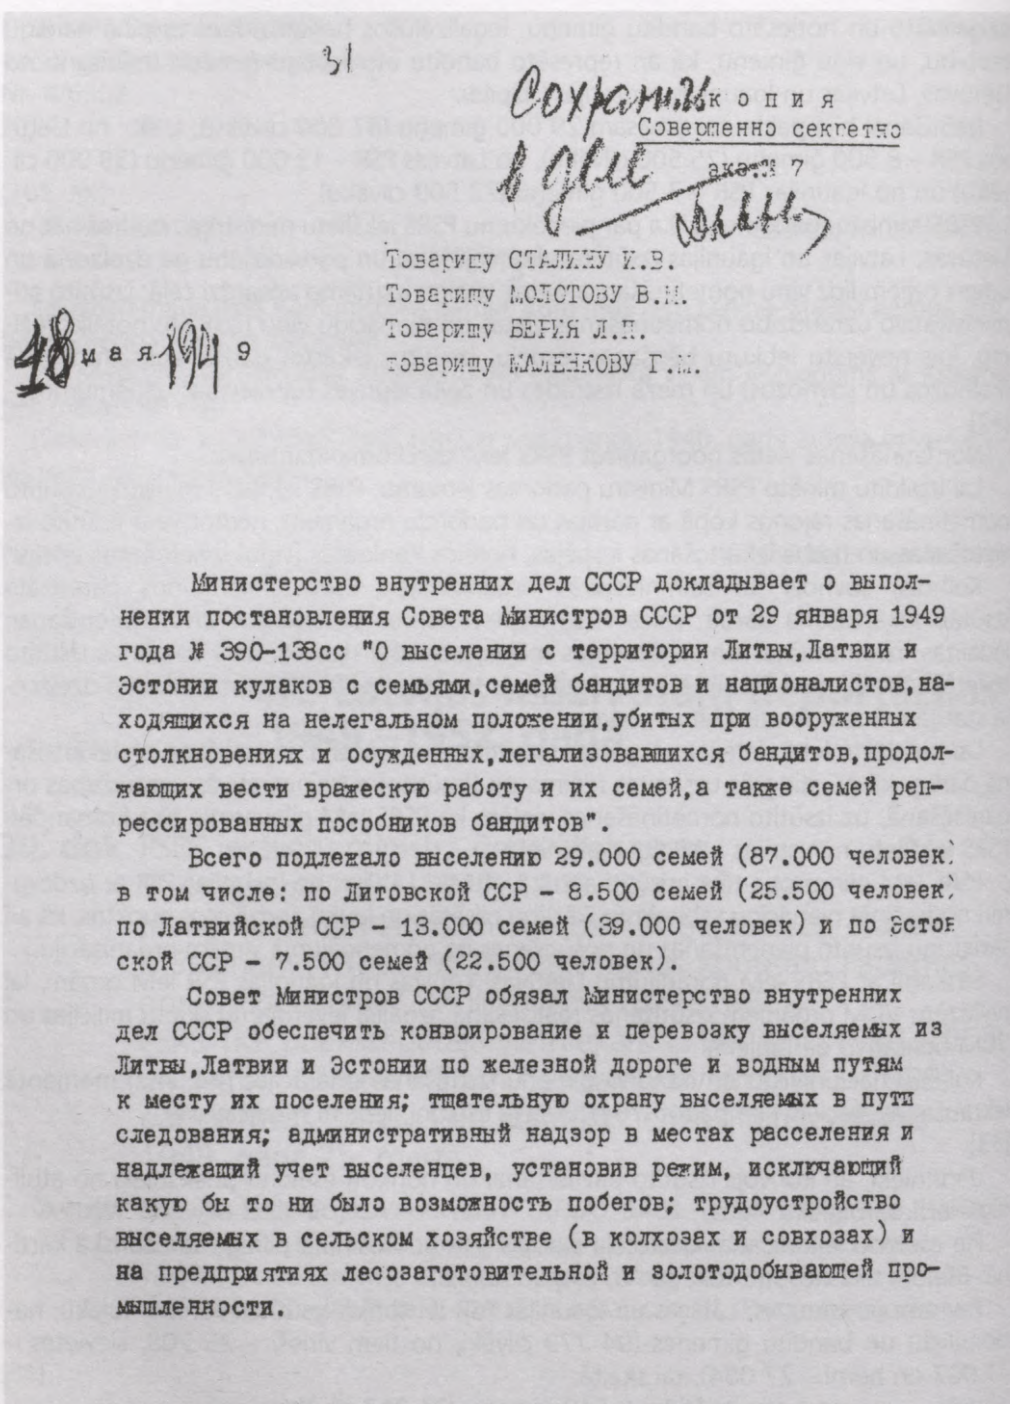 31
Сохранить
КОПИЯ
Совершенно секретно
в деле
экз.№ 7
Товарищу СТАЛИНУ И.В.
Товарищу МОЛОТОВУ В.М.
Товарищу БЕРИЯ Л.П.
товарищу МАЛЕНКОВУ Г.М.
18 мая 1949
Министерство внутренних дел СССР докладывает о выпол-
нении постановления Совета Министров СССР от 29 января 1949
года № 390-138сс "О выселении с территории Литвы,Латвии и
Эстонии кулаков с семьями,семей бандитов и националистов,на-
ходящихся на нелегальном положении,убитых при вооруженных
столкновениях и осужденных,легализовавшихся бандитов,продол-
жающих вести вражескую работу и их семей,а также семей реп-
рессированных пособников бандитов".
Всего подлежало выселению 29.000 семей (87.000 человек)
в том числе: по Литовской ССР - 8.500 семей (25.500 человек)
по Латвийской ССР - 13.000 семей (39.000 человек) и по Эстон
ской ССР - 7.500 семей (22.500 человек).
Совет Министров СССР обязал Министерство внутренних
дел СССР обеспечить конвоирование и перевозку выселяемых из
Литвы,Латвии и Эстонии по железной дороге и водным путям
к месту их поселения; тщательную охрану выселяемых в пути
следования; административный надзор в местах расселения и
надлежащий учет выселенцев, установив режим, исключающий
какую бы то ни было возможность побегов; трудоустройство
выселяемых в сельском хозяйстве (в колхозах и совхозах) и
на предприятиях лесозаготовительной и золотодобывающей про-
мышленности.